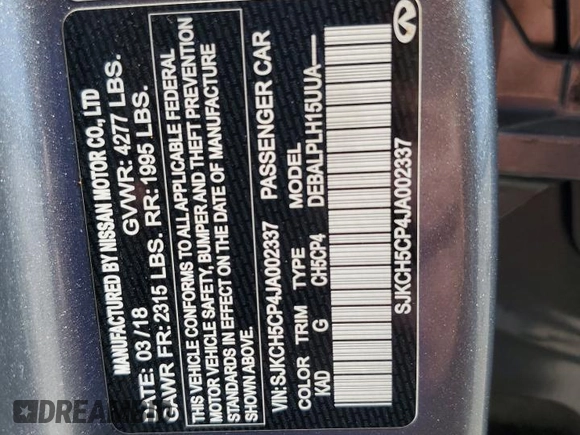 MANUFACTURED BY NISSAN MOTOR CO., LTD
DATE: 03/18 GVWR: 4277 LBS.
GAWR FR: 2315 LBS. RR: 1995 LBS.
THIS VEHICLE CONFORMS TO ALL APPLICABLE FEDERAL
MOTOR VEHICLE SAFETY, BUMPER AND THEFT PREVENTION
STANDARDS IN EFFECT ON THE DATE OF MANUFACTURE
SHOWN ABOVE.
VIN: SJKCH5CP4JA002337 PASSENGER CAR
COLOR TRIM TYPE MODEL
KAD G CH5CP4 DEBALPLH15UUA——
SJKCH5CP4JA002337